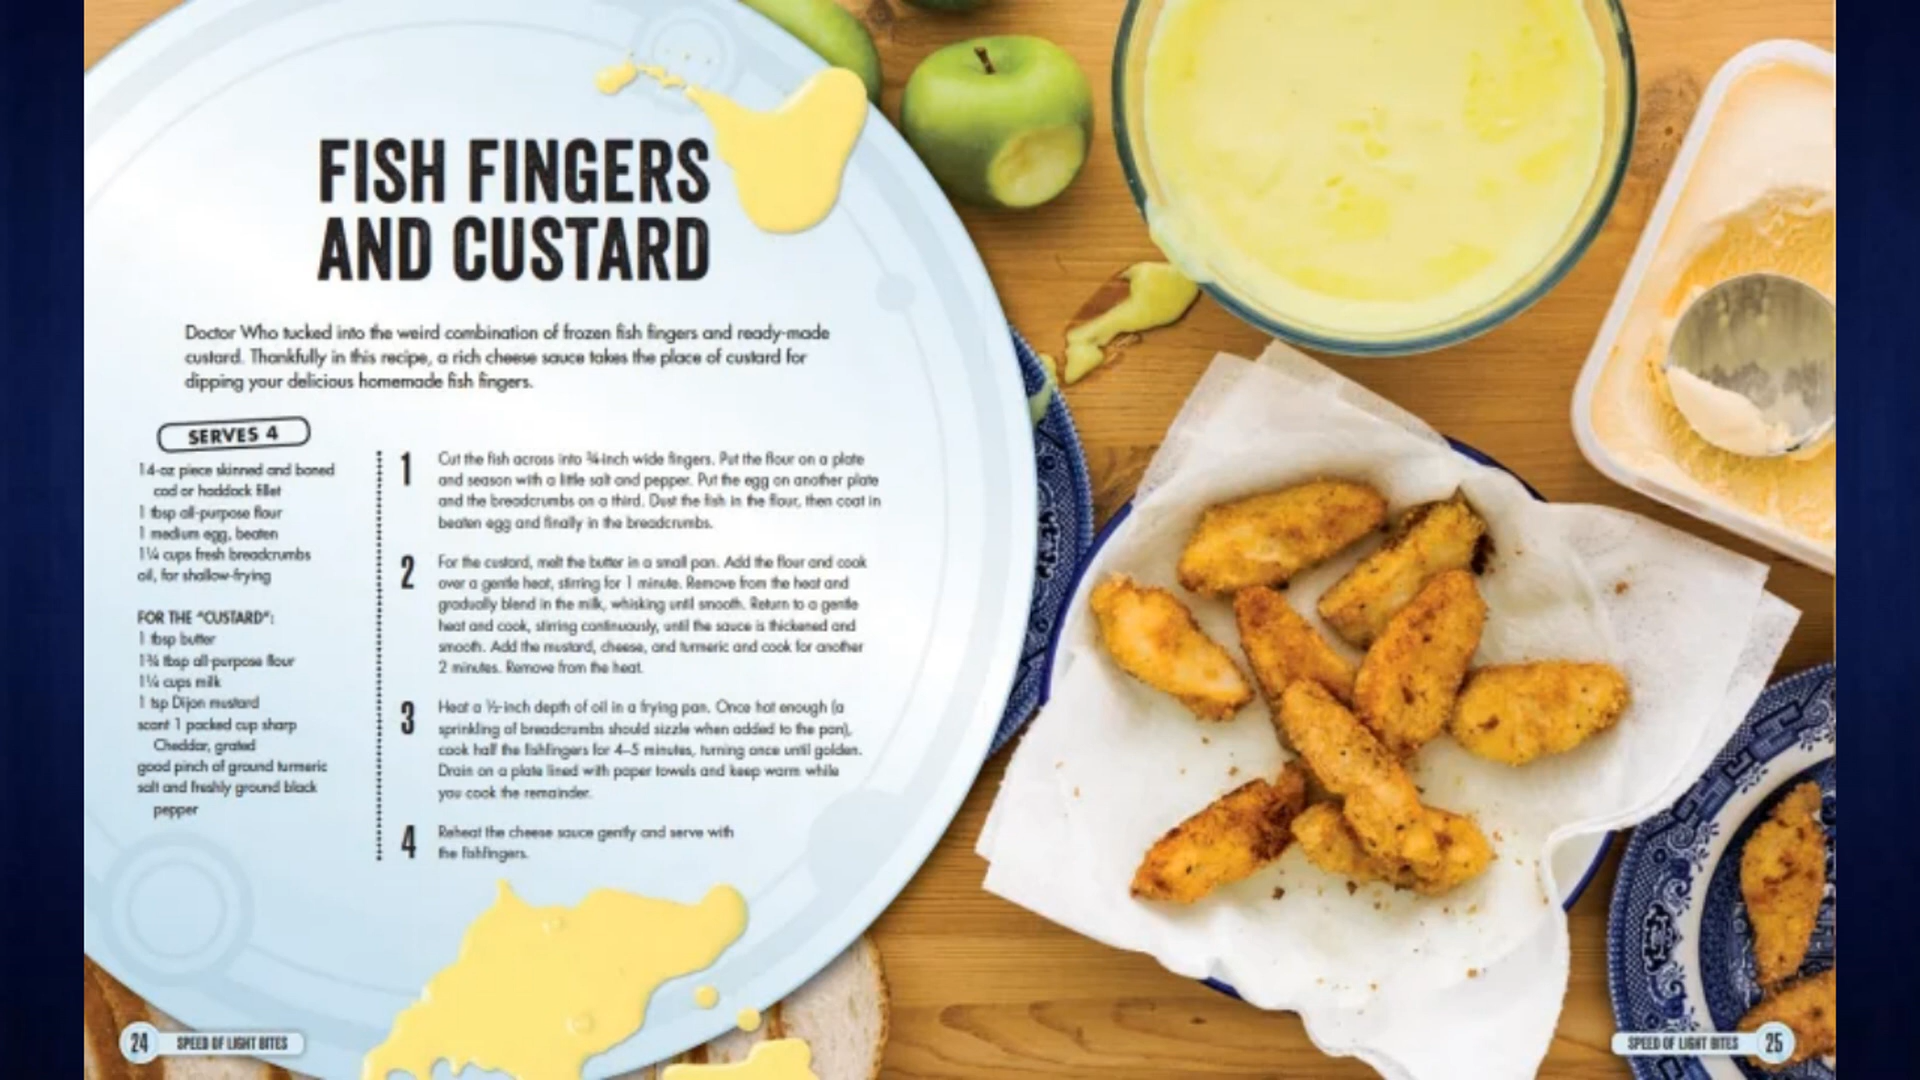 FISH FINGERS
AND CUSTARD
Doctor Who tucked into the weird combination of frozen fish fingers and ready-made
custard. Thankfully in this recipe, a rich cheese sauce takes the place of custard for
dipping your delicious homemade fish fingers.
SERVES 4
14-oz piece skinned and boned
cod or haddock fillet
1 tbsp all-purpose flour
1 medium egg, beaten
1¼ cups fresh breadcrumbs
oil, for shallow-frying
FOR THE "CUSTARD":
1 tbsp butter
1¾ tbsp all-purpose flour
1¼ cups milk
1 tsp Dijon mustard
scant 1 packed cup sharp
Cheddar, grated
good pinch of ground turmeric
salt and freshly ground black
pepper
1 Cut the fish across into ¾-inch wide fingers. Put the flour on a plate
and season with a little salt and pepper. Put the egg on another plate
and the breadcrumbs on a third. Dust the fish in the flour, then coat in
beaten egg and finally in the breadcrumbs.
2 For the custard, melt the butter in a small pan. Add the flour and cook
over a gentle heat, stirring for 1 minute. Remove from the heat and
gradually blend in the milk, whisking until smooth. Return to a gentle
heat and cook, stirring continuously, until the sauce is thickened and
smooth. Add the mustard, cheese, and turmeric and cook for another
2 minutes. Remove from the heat.
3 Heat a ½-inch depth of oil in a frying pan. Once hot enough (a
sprinkling of breadcrumbs should sizzle when added to the pan),
cook half the fishfingers for 4–5 minutes, turning once until golden.
Drain on a plate lined with paper towels and keep warm while
you cook the remainder.
4 Reheat the cheese sauce gently and serve with
the fishfingers.
24 SPEED OF LIGHT BITES
SPEED OF LIGHT BITES 25